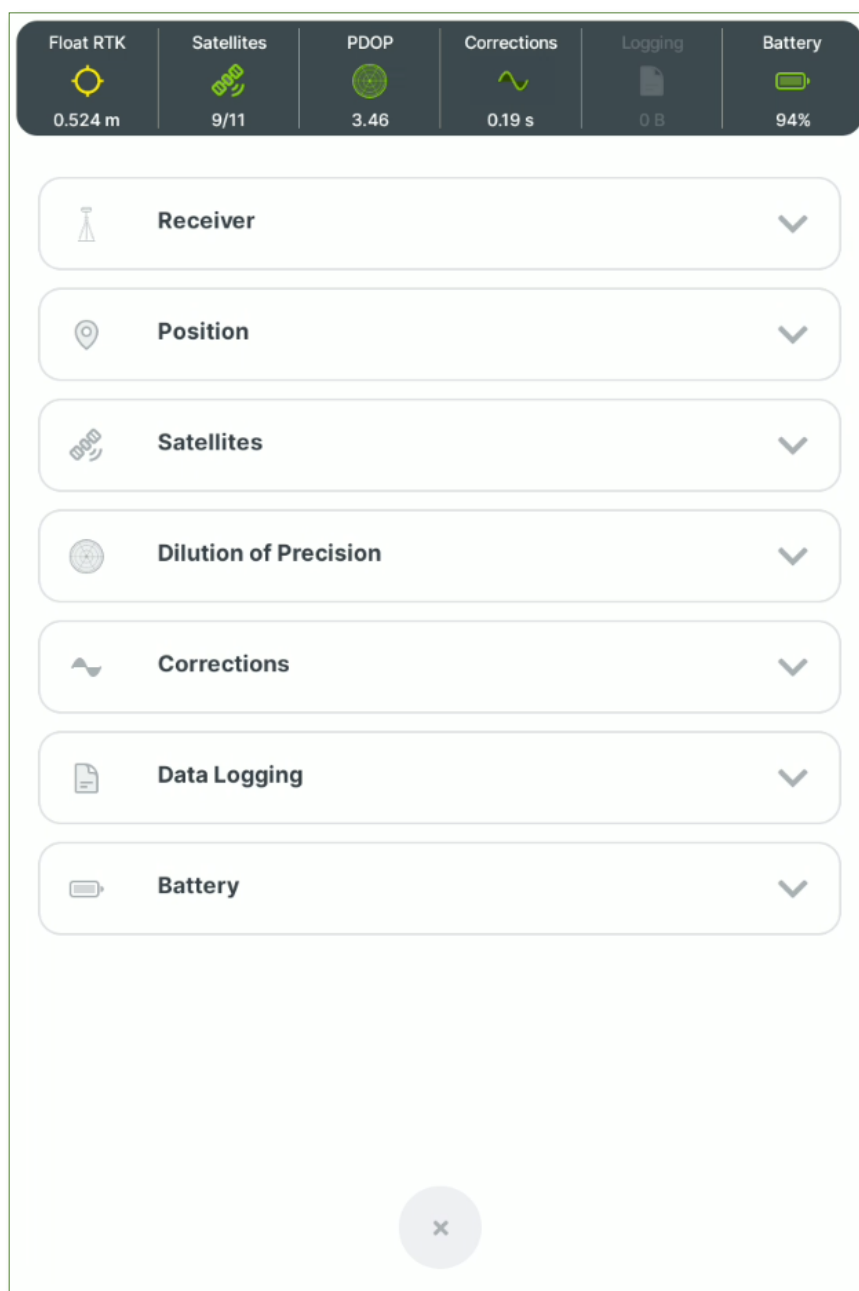 Float RTK Satellites PDOP Corrections Logging Battery
0.524 m 9/11 3.46 0.19 s 0 B 94%
Receiver
Position
Satellites
Dilution of Precision
Corrections
Data Logging
Battery